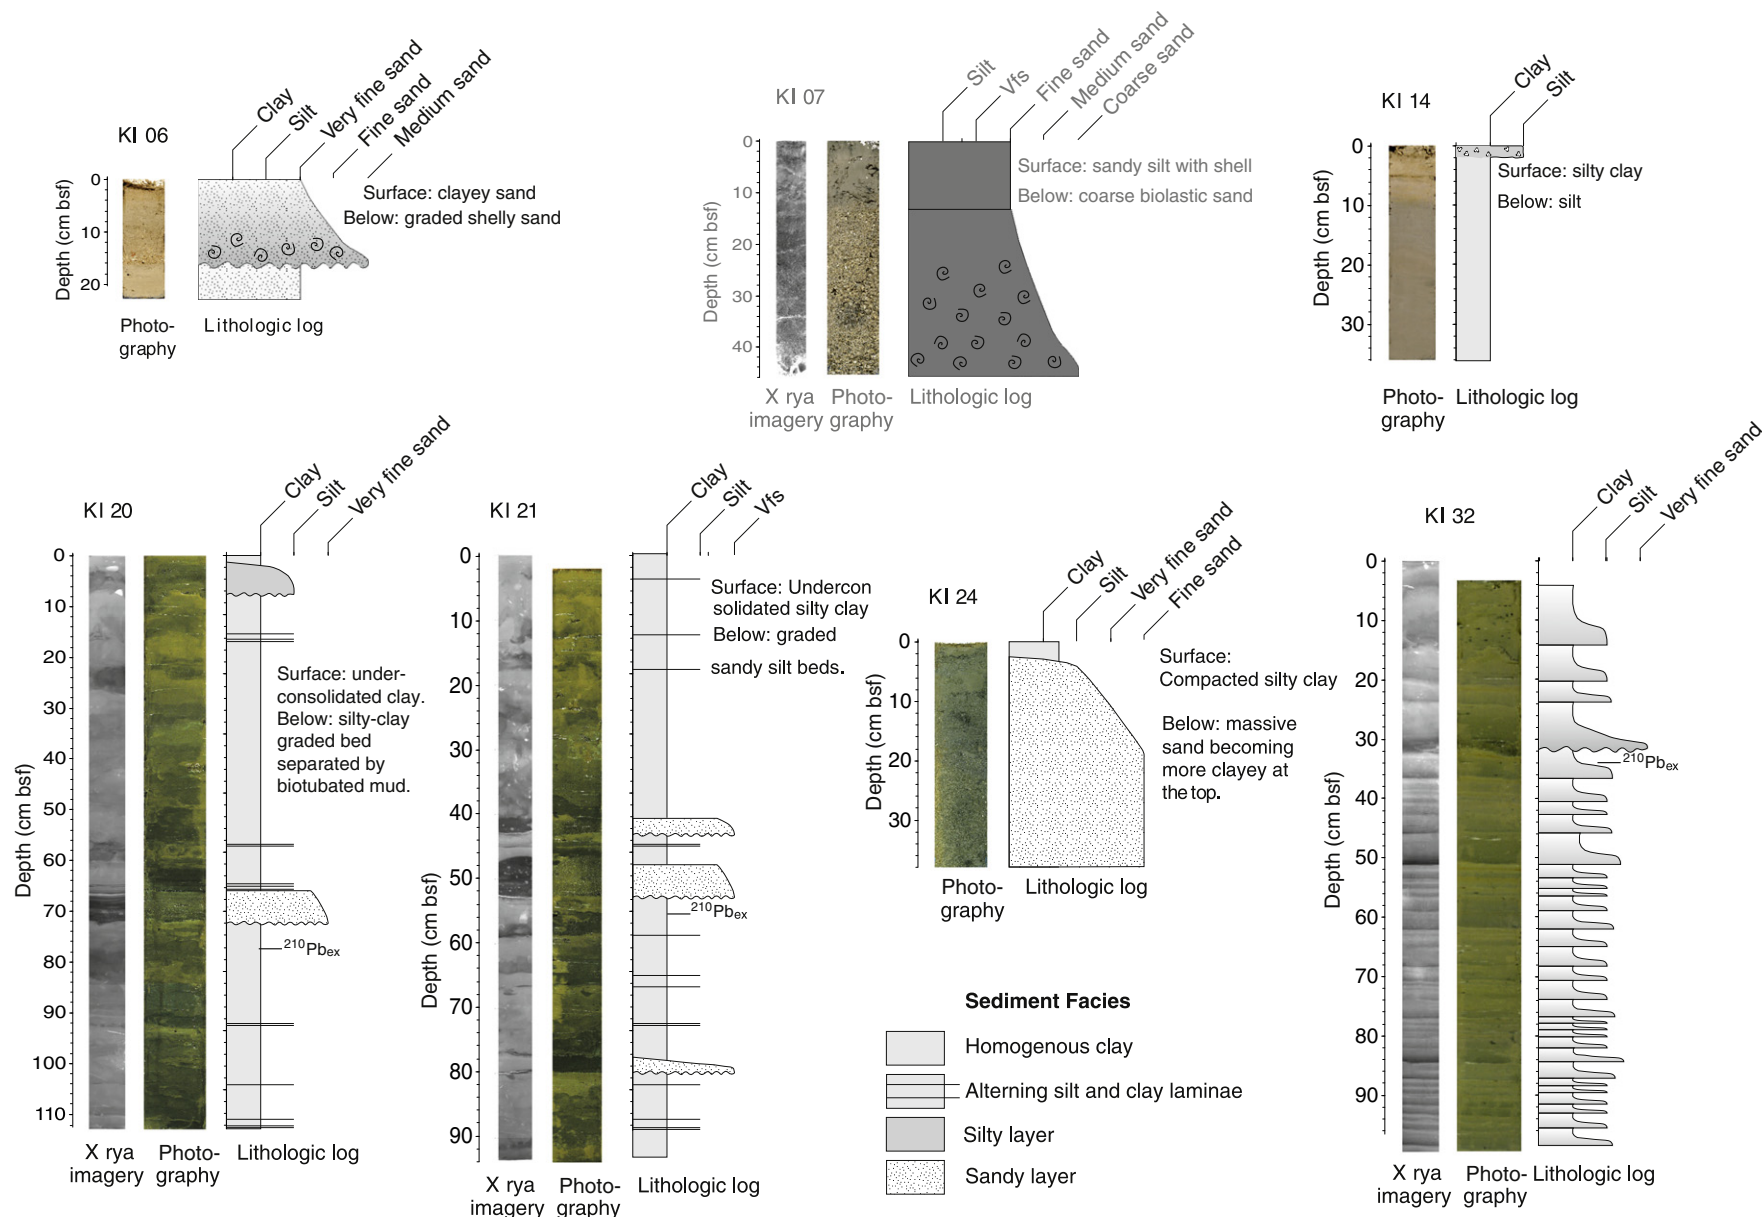 KI 06
Clay
Silt
Very fine sand
Fine sand
Medium sand
Depth (cm bsf)
0
10
20
Surface: clayey sand
Below: graded shelly sand
Photo-
graphy
Lithologic log
KI 07
Silt
Vfs
Fine sand
Medium sand
Coarse sand
Depth (cm bsf)
0
10
20
30
40
Surface: sandy silt with shell
Below: coarse biolastic sand
X rya
imagery
Photo-
graphy
Lithologic log
KI 14
Clay
Silt
Depth (cm bsf)
0
10
20
30
Surface: silty clay
Below: silt
Photo-
graphy
Lithologic log
KI 20
Clay
Silt
Very fine sand
Depth (cm bsf)
0
10
20
30
40
50
60
70
80
90
100
110
Surface: under-
consolidated clay.
Below: silty-clay
graded bed
separated by
biotubated mud.
210Pbex
X rya
imagery
Photo-
graphy
Lithologic log
KI 21
Clay
Silt
Vfs
Depth (cm bsf)
0
10
20
30
40
50
60
70
80
90
Surface: Undercon
solidated silty clay
Below: graded
sandy silt beds.
210Pbex
X rya
imagery
Photo-
graphy
Lithologic log
KI 24
Clay
Silt
Very fine sand
Fine sand
Depth (cm bsf)
0
10
20
30
Surface:
Compacted silty clay
Below: massive
sand becoming
more clayey at
the top.
Photo-
graphy
Lithologic log
Sediment Facies
Homogenous clay
Alterning silt and clay laminae
Silty layer
Sandy layer
KI 32
Clay
Silt
Very fine sand
Depth (cm bsf)
0
10
20
30
40
50
60
70
80
90
210Pbex
X rya
imagery
Photo-
graphy
Lithologic log